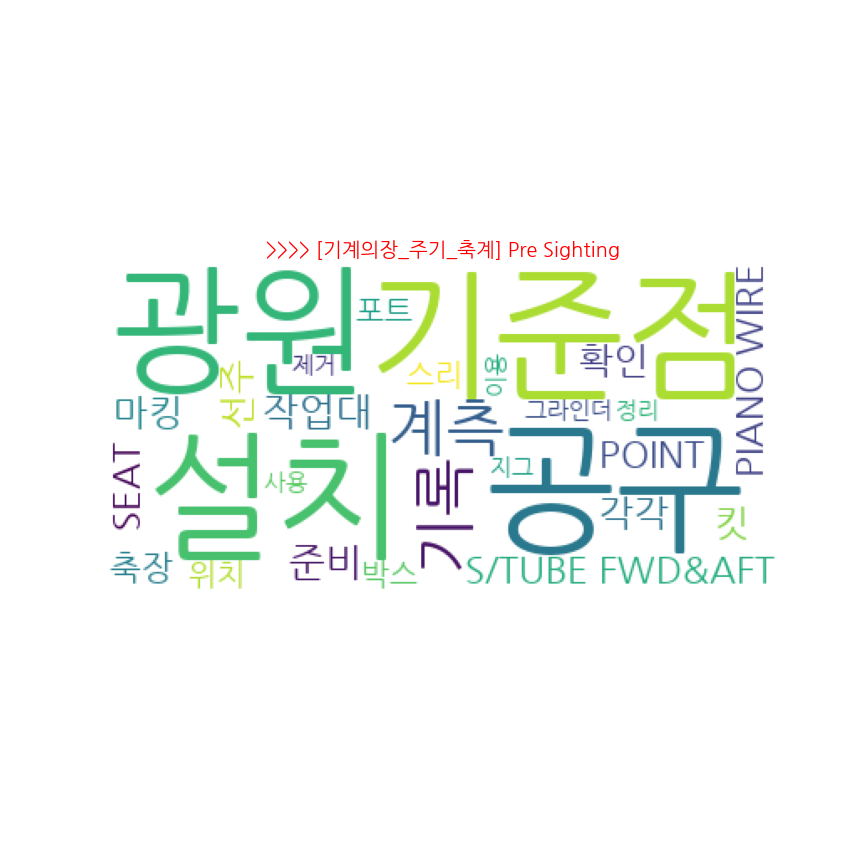 >>>> [기계의장_주기_축계] Pre Sighting
광원
기준점
포트
PIANO WIRE
제거
스리
이용
확인
선주
마킹
작업대
계측
그라인더
정리
설치
공구
POINT
SEAT
사용
기록
지그
각각
킷
축장
위치
준비
박스
S/TUBE FWD&AFT